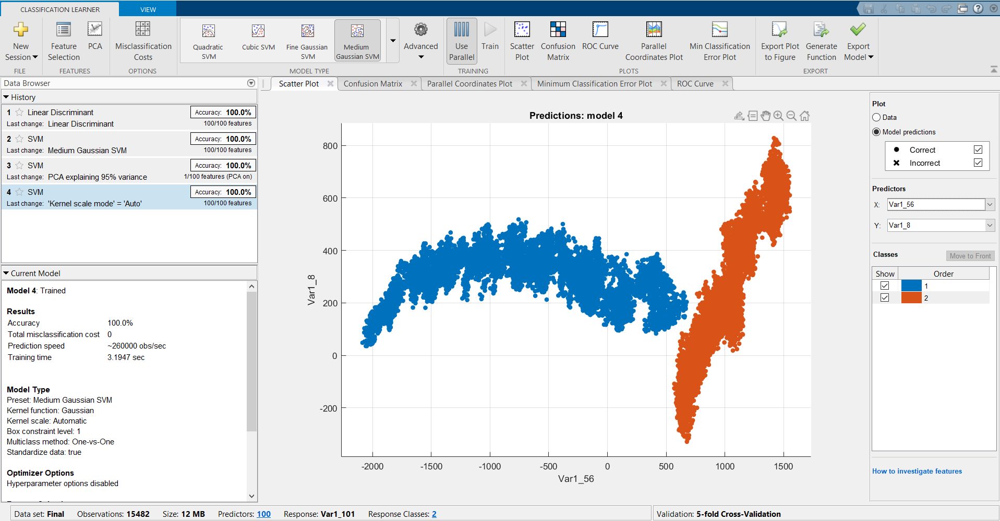 CLASSIFICATION LEARNER
VIEW
New Session
Feature Selection
PCA
Misclassification Costs
Quadratic SVM
Cubic SVM
Fine Gaussian SVM
Medium Gaussian SVM
Advanced
Use Parallel
Train
Scatter Plot
Confusion Matrix
ROC Curve
Parallel Coordinates Plot
Min Classification Error Plot
Export Plot to Figure
Generate Function
Export Model
FILE
FEATURES
OPTIONS
MODEL TYPE
TRAINING
PLOTS
EXPORT
Data Browser
History
1 Linear Discriminant Accuracy: 100.0%
Last change: Linear Discriminant 100/100 features
2 SVM Accuracy: 100.0%
Last change: Medium Gaussian SVM 100/100 features
3 SVM Accuracy: 100.0%
Last change: PCA explaining 95% variance 1/100 features (PCA on)
4 SVM Accuracy: 100.0%
Last change: 'Kernel scale mode' = 'Auto' 100/100 features
Current Model
Model 4: Trained
Results
Accuracy 100.0%
Total misclassification cost 0
Prediction speed ~260000 obs/sec
Training time 3.1947 sec
Model Type
Preset: Medium Gaussian SVM
Kernel function: Gaussian
Kernel scale: Automatic
Box constraint level: 1
Multiclass method: One-vs-One
Standardize data: true
Optimizer Options
Hyperparameter options disabled
Scatter Plot
Confusion Matrix
Parallel Coordinates Plot
Minimum Classification Error Plot
ROC Curve
Predictions: model 4
800
600
400
200
0
-200
Var1_8
-2000 -1500 -1000 -500 0 500 1000 1500
Var1_56
Plot
Data
Model predictions
Correct
Incorrect
Predictors
X: Var1_56
Y: Var1_8
Classes
Move to Front
Show Order
1
2
How to investigate features
Data set: Final Observations: 15482 Size: 12 MB Predictors: 100 Response: Var1_101 Response Classes: 2
Validation: 5-fold Cross-Validation